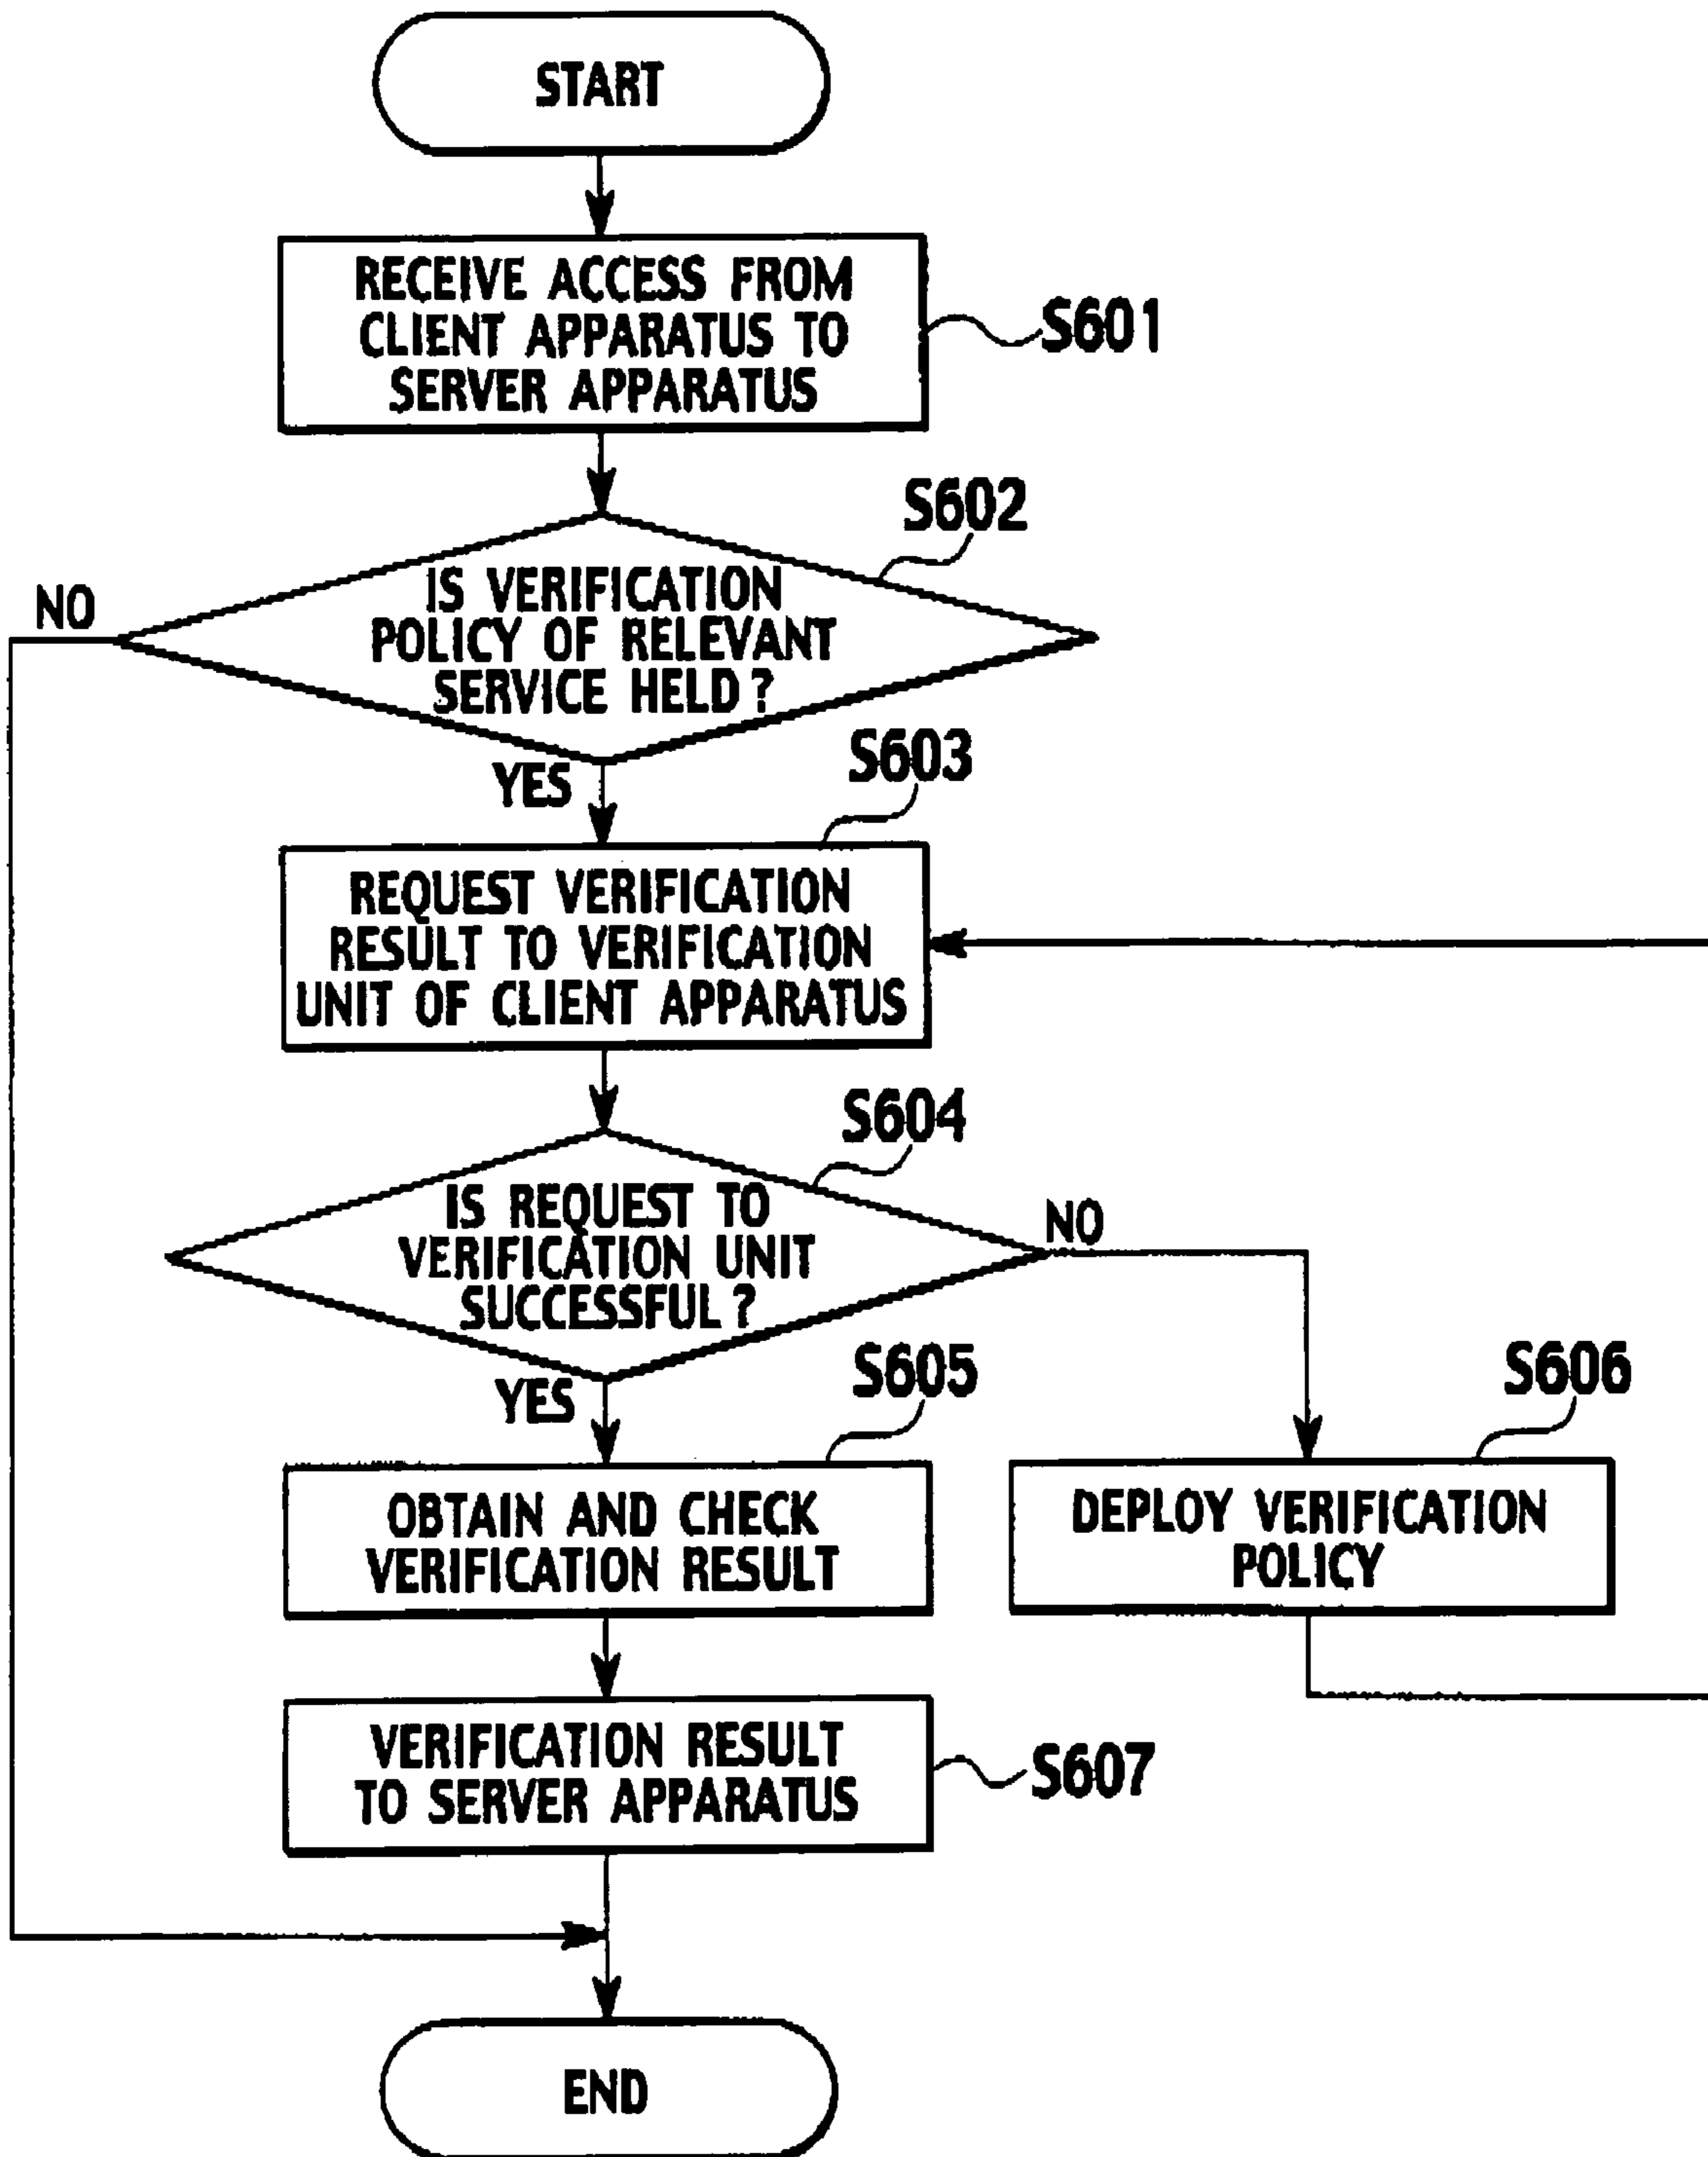 START
RECEIVE ACCESS FROM
CLIENT APPARATUS TO
SERVER APPARATUS
S601
S602
NO
IS VERIFICATION
POLICY OF RELEVANT
SERVICE HELD?
YES
S603
REQUEST VERIFICATION
RESULT TO VERIFICATION
UNIT OF CLIENT APPARATUS
S604
IS REQUEST TO
VERIFICATION UNIT
SUCCESSFUL?
NO
YES
S605
S606
OBTAIN AND CHECK
VERIFICATION RESULT
DEPLOY VERIFICATION
POLICY
VERIFICATION RESULT
TO SERVER APPARATUS
S607
END